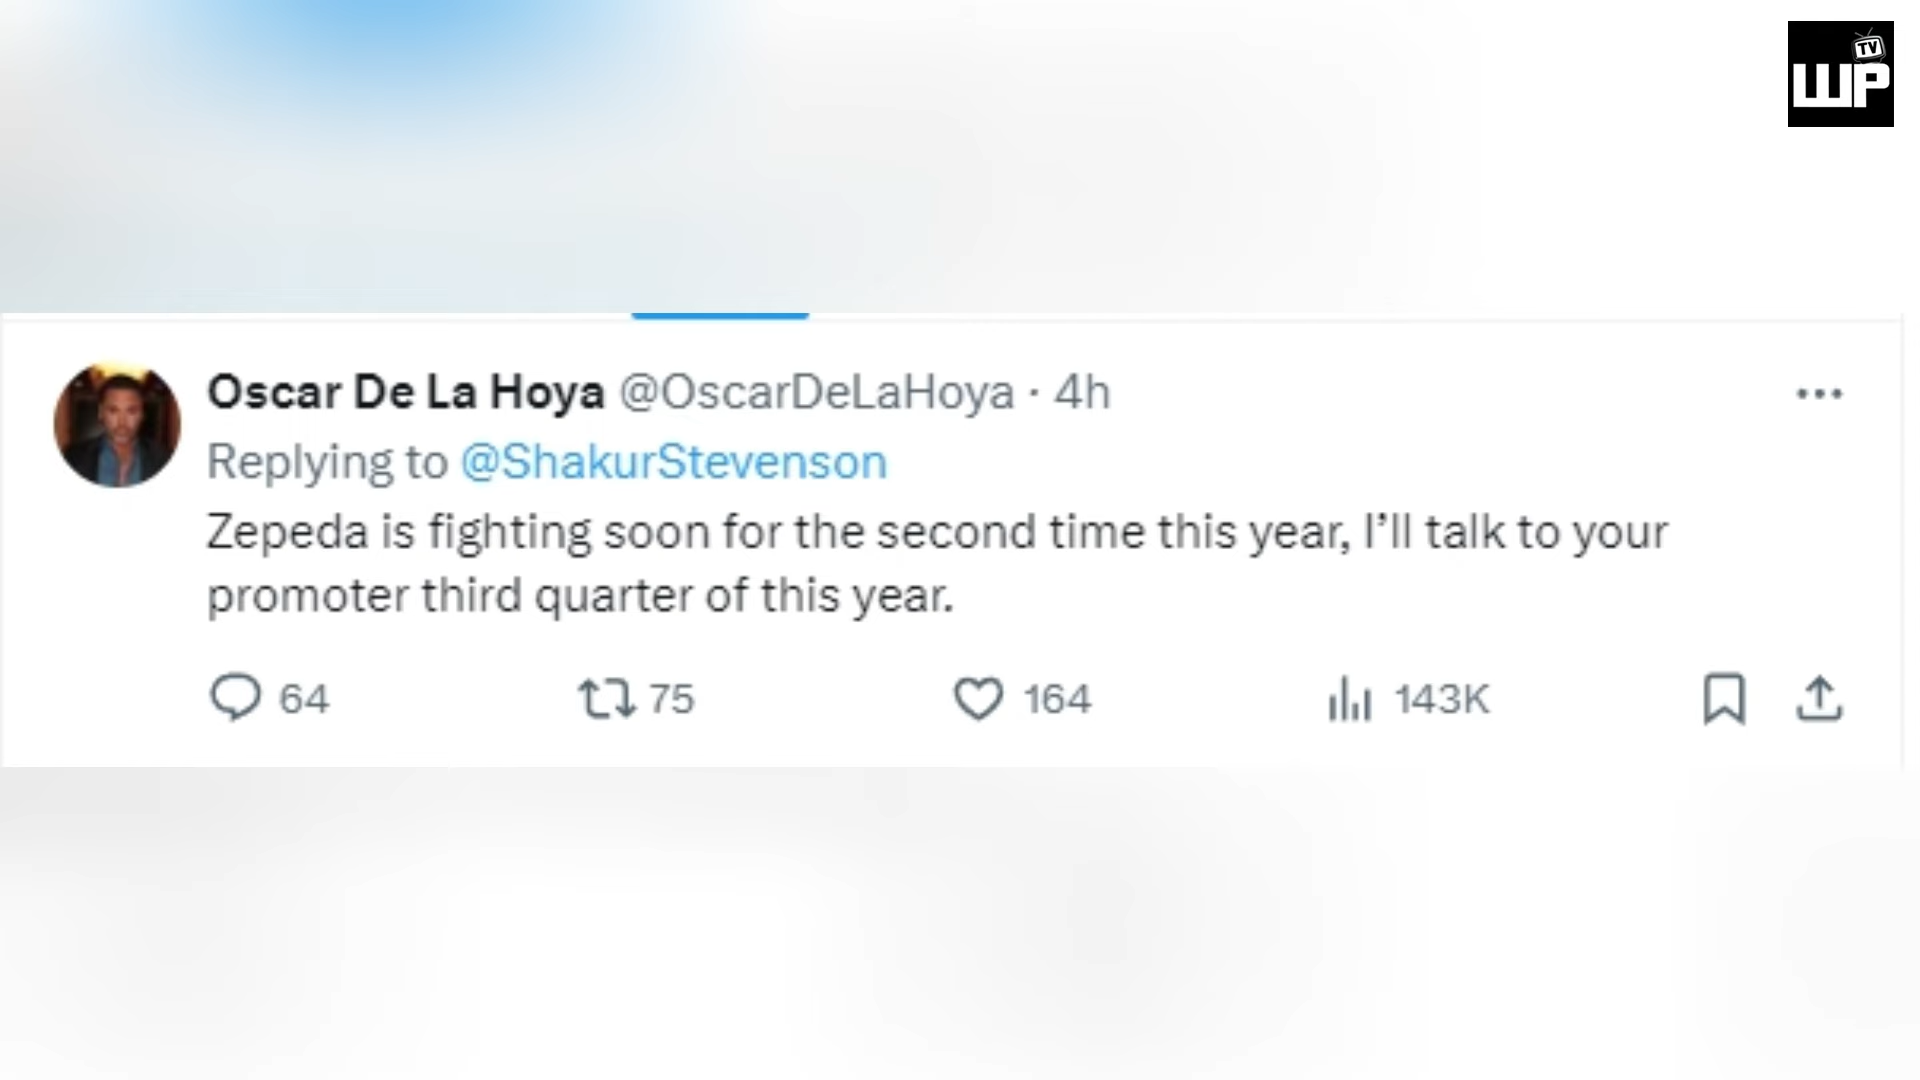 TV
WP
Oscar De La Hoya @OscarDeLaHoya · 4h
Replying to @ShakurStevenson
Zepeda is fighting soon for the second time this year, I’ll talk to your
promoter third quarter of this year.
64 75 164 143K